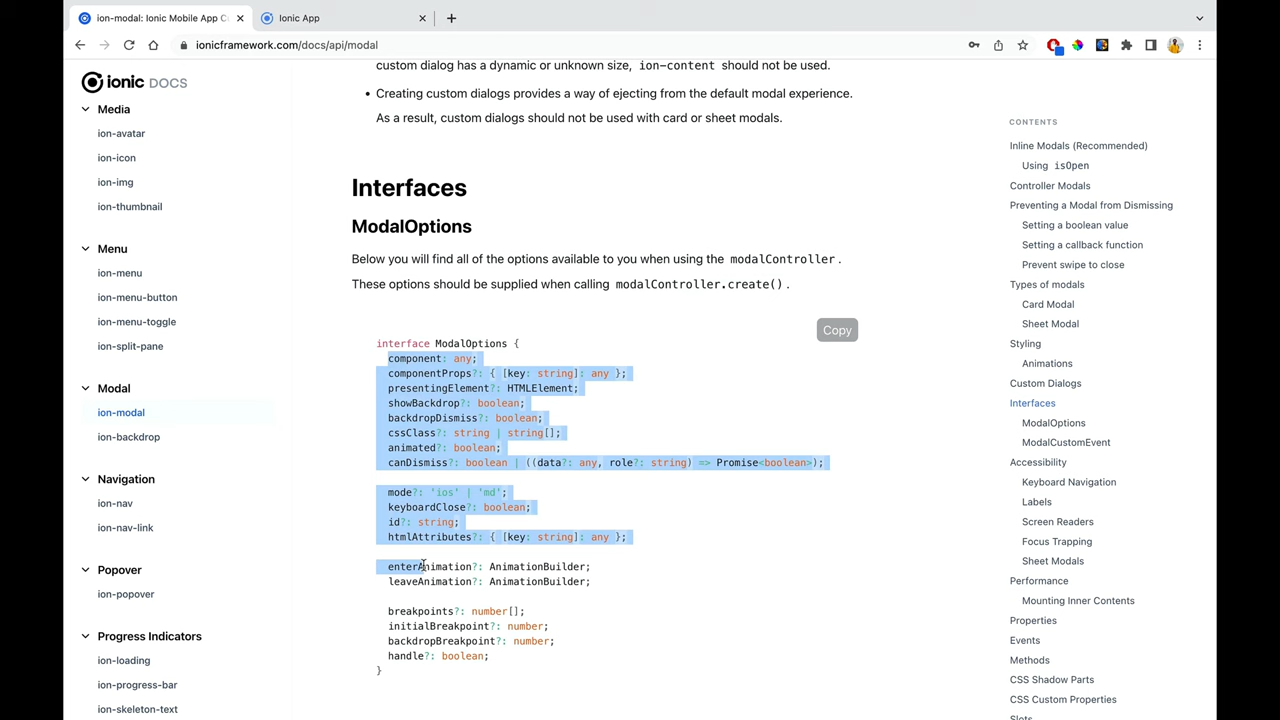 ion-modal: Ionic Mobile App C
Ionic App
ionicframework.com/docs/api/modal
ionic DOCS
Media
ion-avatar
ion-icon
ion-img
ion-thumbnail
Menu
ion-menu
ion-menu-button
ion-menu-toggle
ion-split-pane
Modal
ion-modal
ion-backdrop
Navigation
ion-nav
ion-nav-link
Popover
ion-popover
Progress Indicators
ion-loading
ion-progress-bar
ion-skeleton-text
custom dialog has a dynamic or unknown size, ion-content should not be used.
• Creating custom dialogs provides a way of ejecting from the default modal experience.
As a result, custom dialogs should not be used with card or sheet modals.
Interfaces
ModalOptions
Below you will find all of the options available to you when using the modalController .
These options should be supplied when calling modalController.create() .
Copy
interface ModalOptions {
component: any;
componentProps?: { [key: string]: any };
presentingElement?: HTMLElement;
showBackdrop?: boolean;
backdropDismiss?: boolean;
cssClass?: string | string[];
animated?: boolean;
canDismiss?: boolean | ((data?: any, role?: string) => Promise<boolean>);
mode?: 'ios' | 'md';
keyboardClose?: boolean;
id?: string;
htmlAttributes?: { [key: string]: any };
enterAnimation?: AnimationBuilder;
leaveAnimation?: AnimationBuilder;
breakpoints?: number[];
initialBreakpoint?: number;
backdropBreakpoint?: number;
handle?: boolean;
}
CONTENTS
Inline Modals (Recommended)
Using isOpen
Controller Modals
Preventing a Modal from Dismissing
Setting a boolean value
Setting a callback function
Prevent swipe to close
Types of modals
Card Modal
Sheet Modal
Styling
Animations
Custom Dialogs
Interfaces
ModalOptions
ModalCustomEvent
Accessibility
Keyboard Navigation
Labels
Screen Readers
Focus Trapping
Sheet Modals
Performance
Mounting Inner Contents
Properties
Events
Methods
CSS Shadow Parts
CSS Custom Properties
Slots